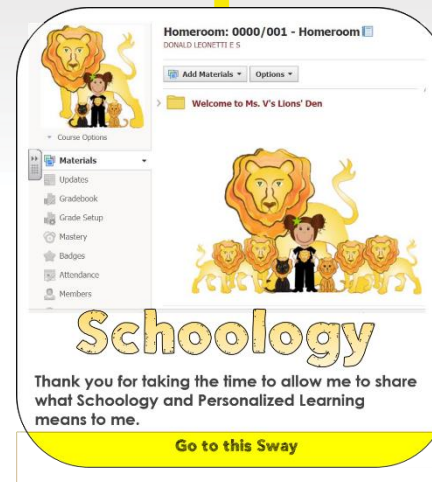 Homeroom: 0000/001 - Homeroom
DONALD LEONETTI E S
Add Materials
Options
Welcome to Ms. V's Lions' Den
Course Options
Materials
Updates
Gradebook
Grade Setup
Mastery
Badges
Attendance
Members
Schoology
Thank you for taking the time to allow me to share
what Schoology and Personalized Learning
means to me.
Go to this Sway